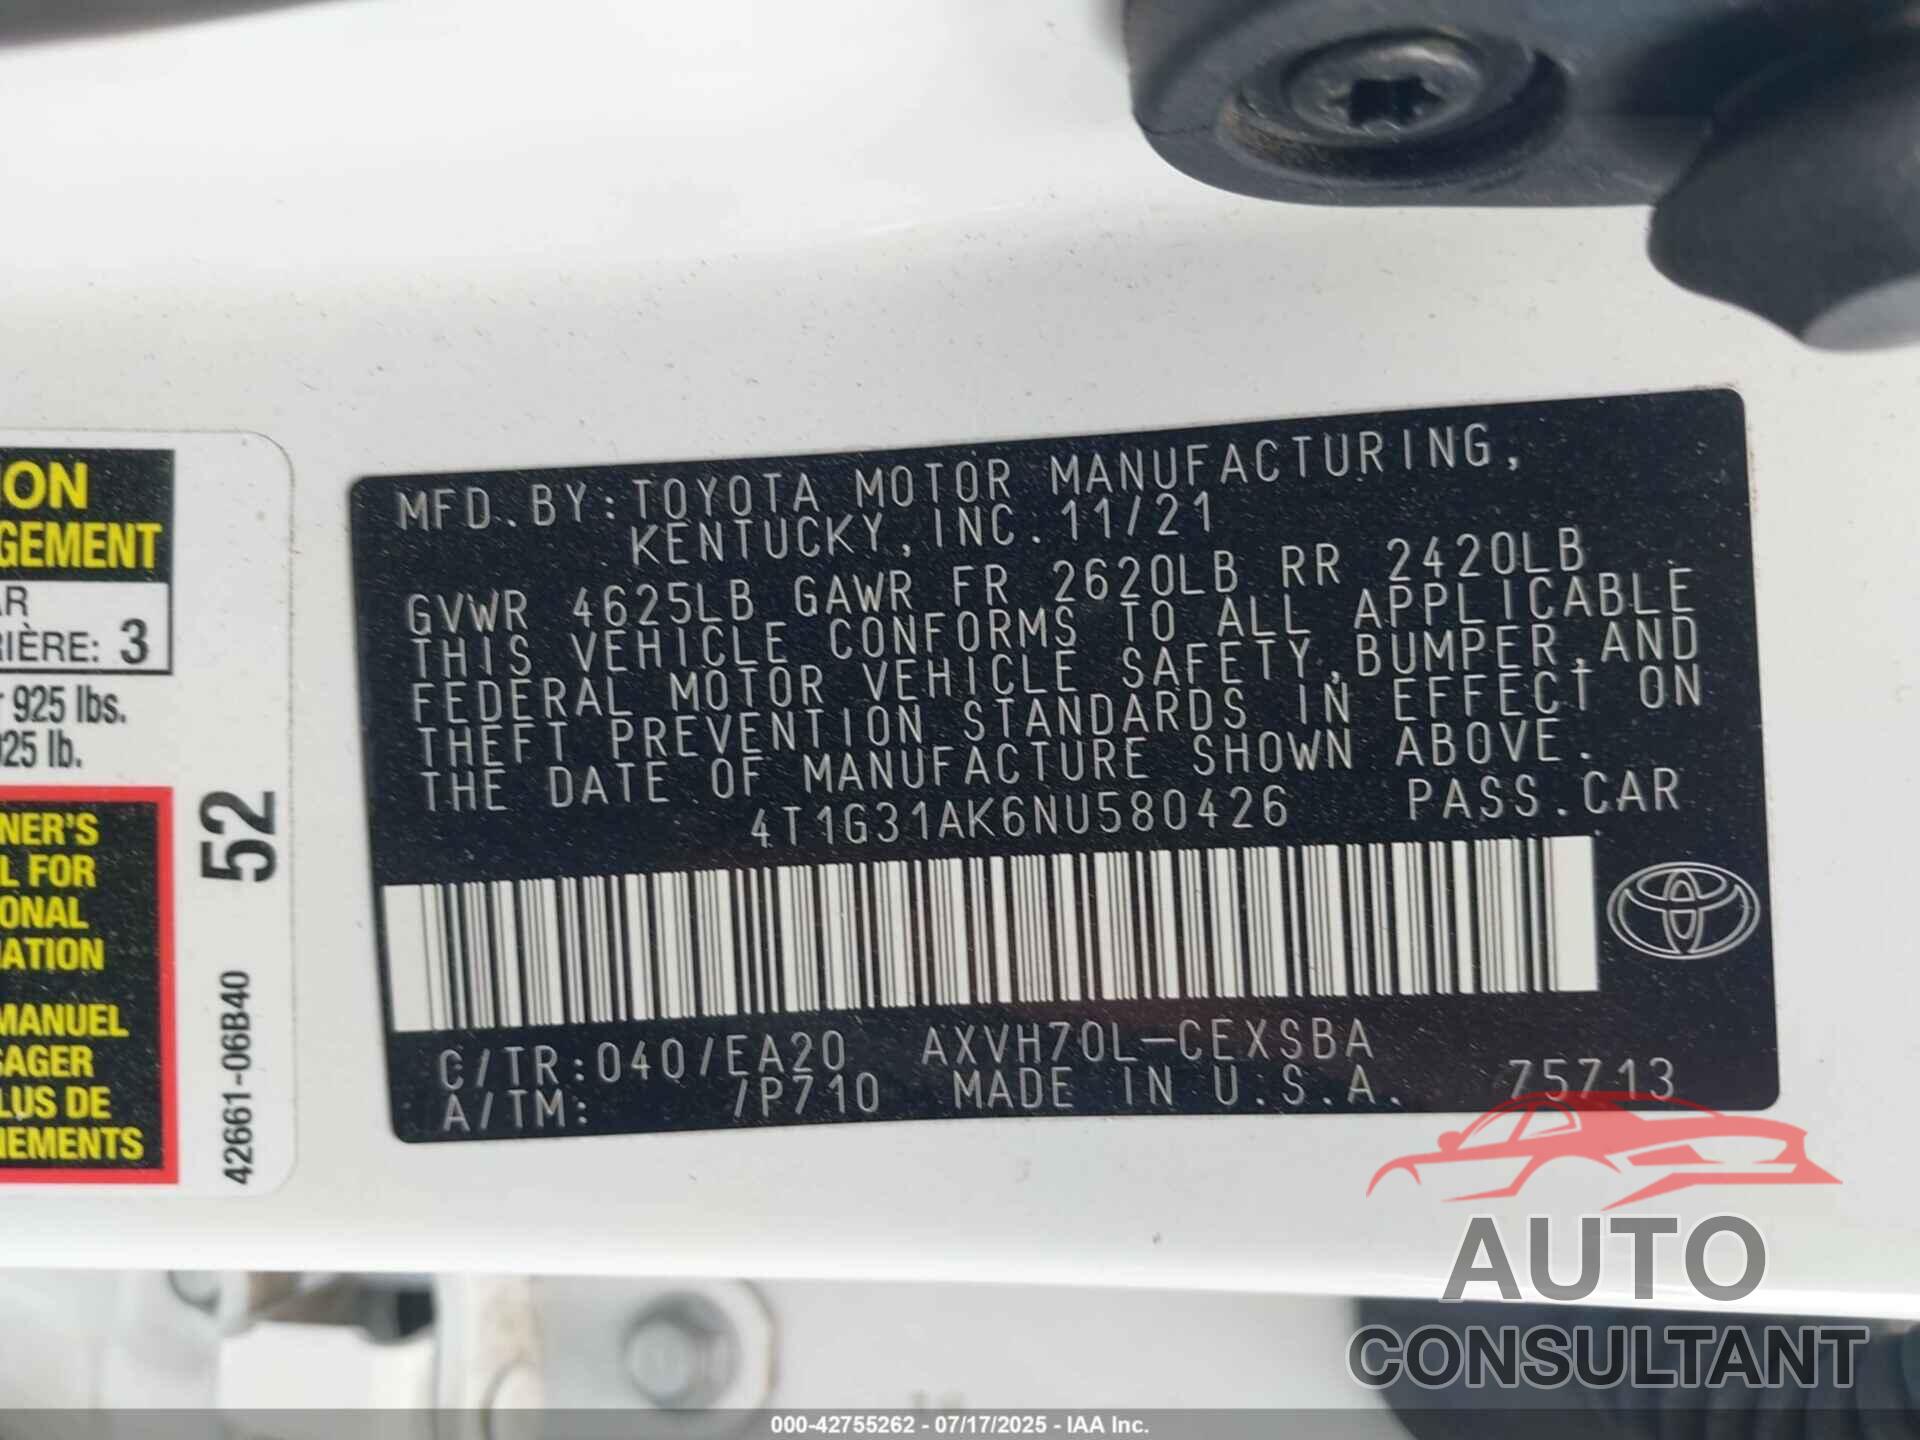 ION
GEMENT
AR
RIÈRE: 3
r 925 lbs.
925 lb.
NER'S
L FOR
IONAL
MATION
MANUEL
SAGER
LUS DE
NEMENTS
52
42661-06B40
MFD. BY: TOYOTA MOTOR MANUFACTURING,
KENTUCKY, INC. 11/21
GVWR 4625LB GAWR FR 2620LB RR 2420LB
THIS VEHICLE CONFORMS TO ALL APPLICABLE
FEDERAL MOTOR VEHICLE SAFETY, BUMPER, AND
THEFT PREVENTION STANDARDS IN EFFECT ON
THE DATE OF MANUFACTURE SHOWN ABOVE.
4T1G31AK6NU580426 PASS.CAR
C/TR:040/EA20 AXVH70L-CEXSBA
A/TM: /P710 MADE IN U.S.A. 75713
AUTO
CONSULTANT
000-42755262 - 07/17/2025 - IAA Inc.